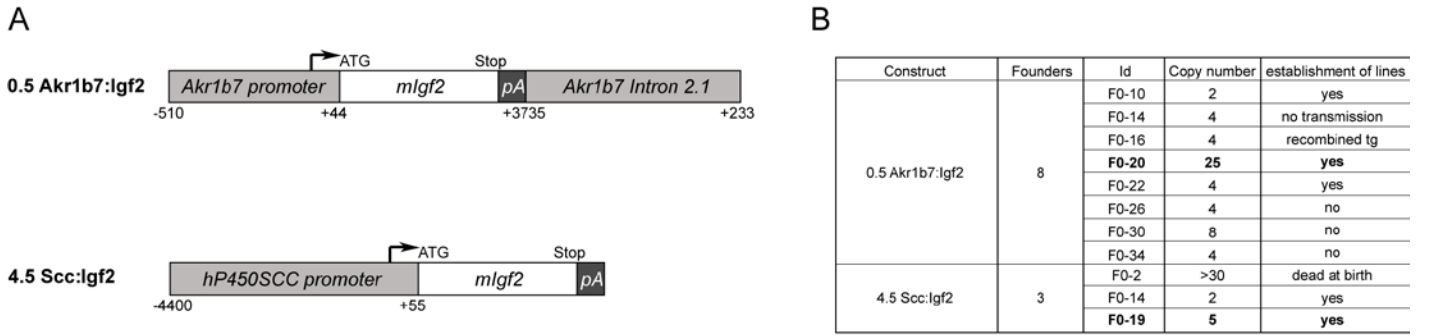 A
0.5 Akr1b7:Igf2
ATG
Stop
Akr1b7 promoter
mIgf2
pA
Akr1b7 Intron 2.1
-510
+44
+3735
+233
4.5 Scc:Igf2
ATG
Stop
hP450SCC promoter
mIgf2
pA
-4400
+55
B
Construct Founders Id Copy number establishment of lines
0.5 Akr1b7:Igf2 8
F0-10 2 yes
F0-14 4 no transmission
F0-16 4 recombined tg
F0-20 25 yes
F0-22 4 yes
F0-26 4 no
F0-30 8 no
F0-34 4 no
4.5 Scc:Igf2 3
F0-2 >30 dead at birth
F0-14 2 yes
F0-19 5 yes